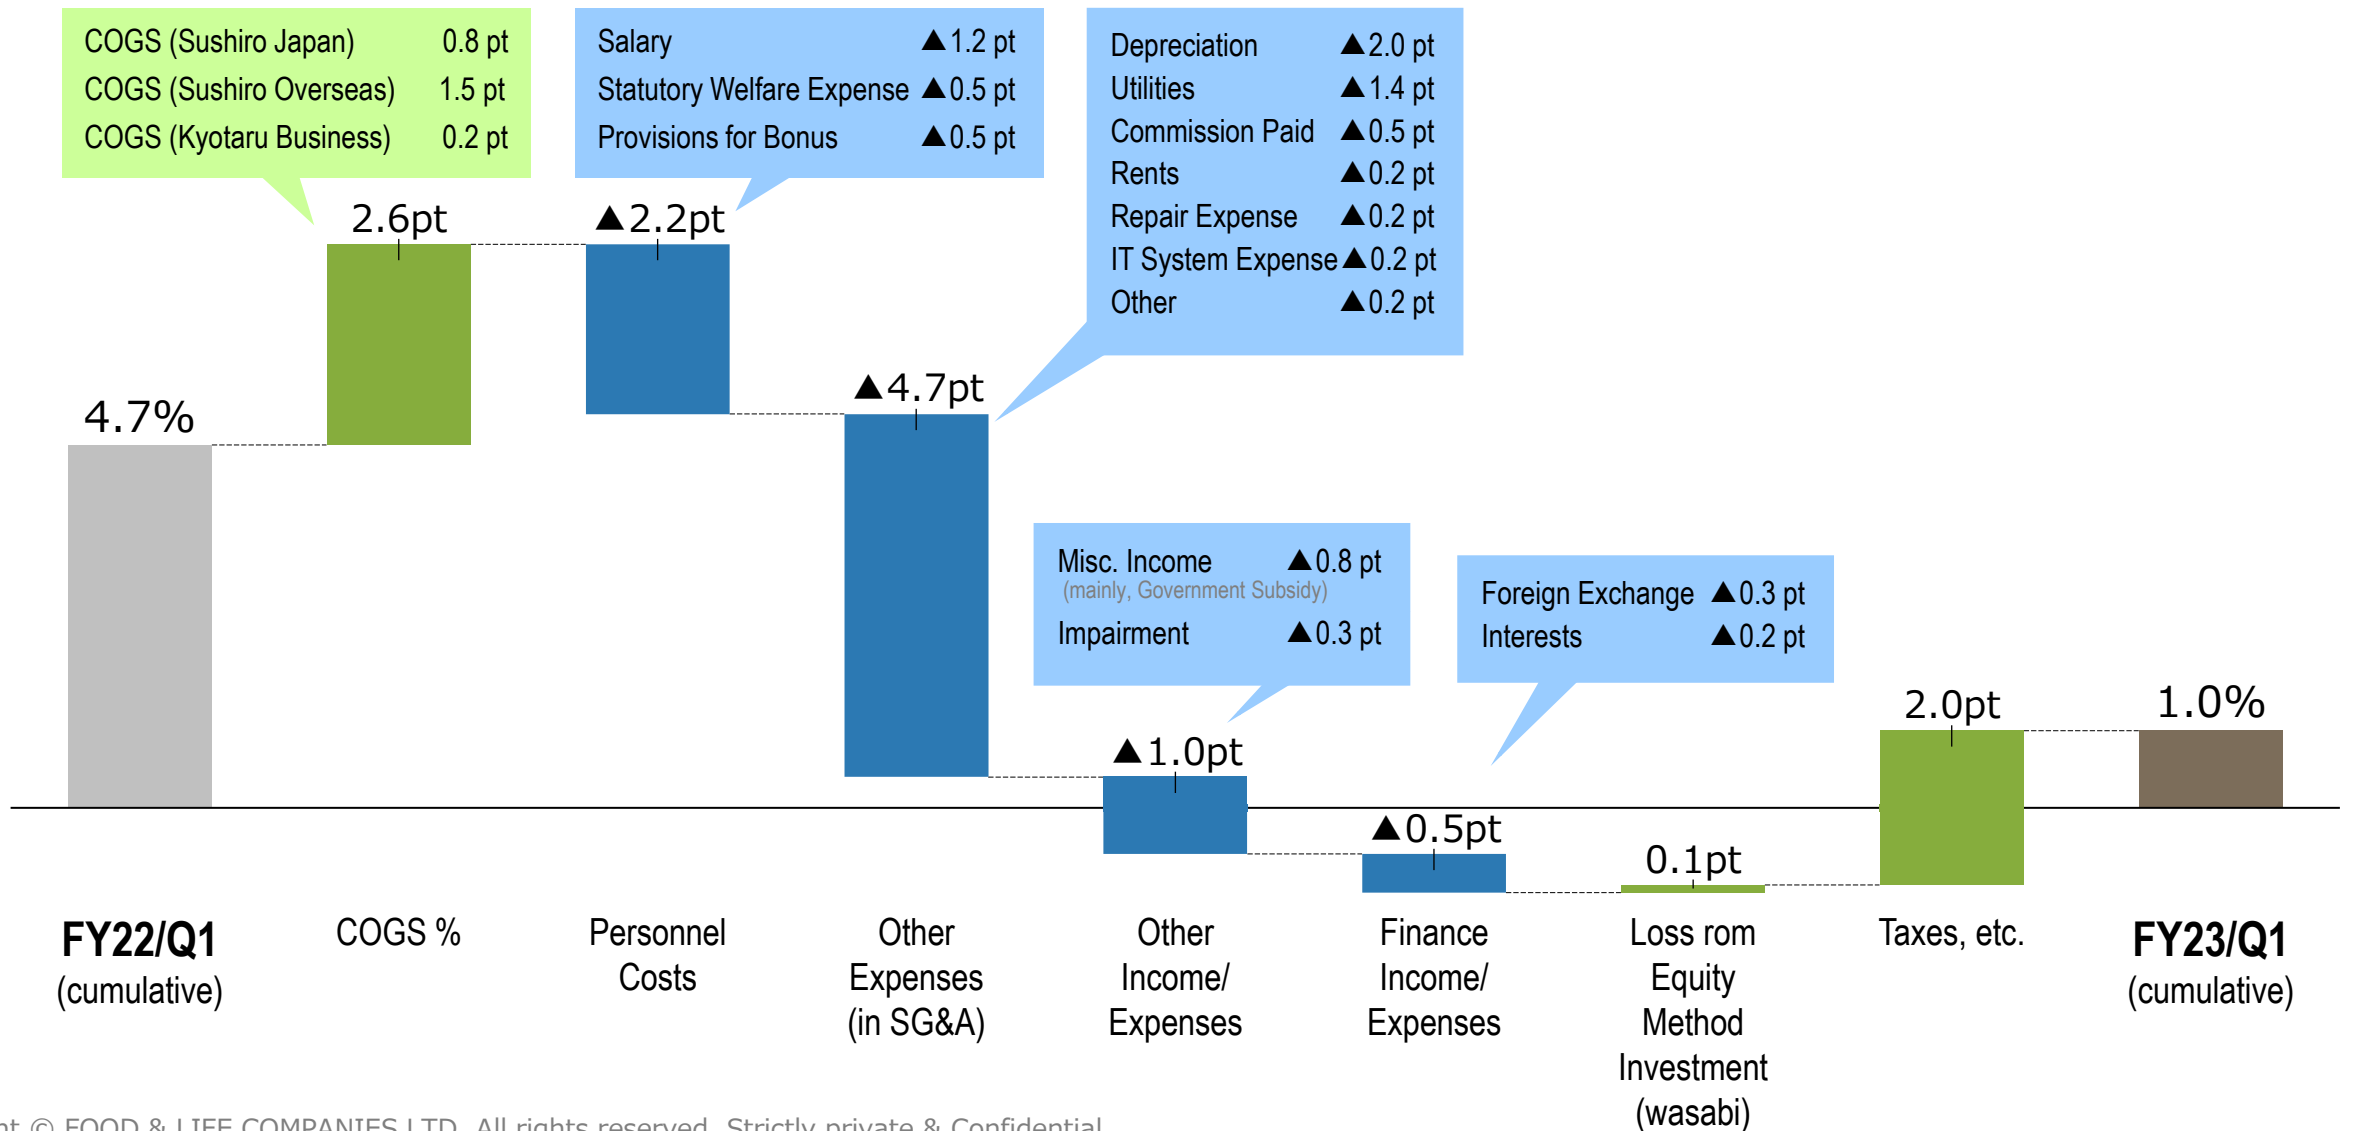 COGS (Sushiro Japan) 0.8 pt
COGS (Sushiro Overseas) 1.5 pt
COGS (Kyotaru Business) 0.2 pt
Salary ▲1.2 pt
Statutory Welfare Expense ▲0.5 pt
Provisions for Bonus ▲0.5 pt
Depreciation ▲2.0 pt
Utilities ▲1.4 pt
Commission Paid ▲0.5 pt
Rents ▲0.2 pt
Repair Expense ▲0.2 pt
IT System Expense ▲0.2 pt
Other ▲0.2 pt
4.7%
2.6pt
▲2.2pt
▲4.7pt
Misc. Income ▲0.8 pt
(mainly, Government Subsidy)
Impairment ▲0.3 pt
Foreign Exchange ▲0.3 pt
Interests ▲0.2 pt
▲1.0pt
▲0.5pt
0.1pt
2.0pt
1.0%
FY22/Q1
(cumulative)
COGS %
Personnel
Costs
Other
Expenses
(in SG&A)
Other
Income/
Expenses
Finance
Income/
Expenses
Loss rom
Equity
Method
Investment
(wasabi)
Taxes, etc.
FY23/Q1
(cumulative)
nt © FOOD & LIFE COMPANIES LTD. All rights reserved. Strictly private & Confidential